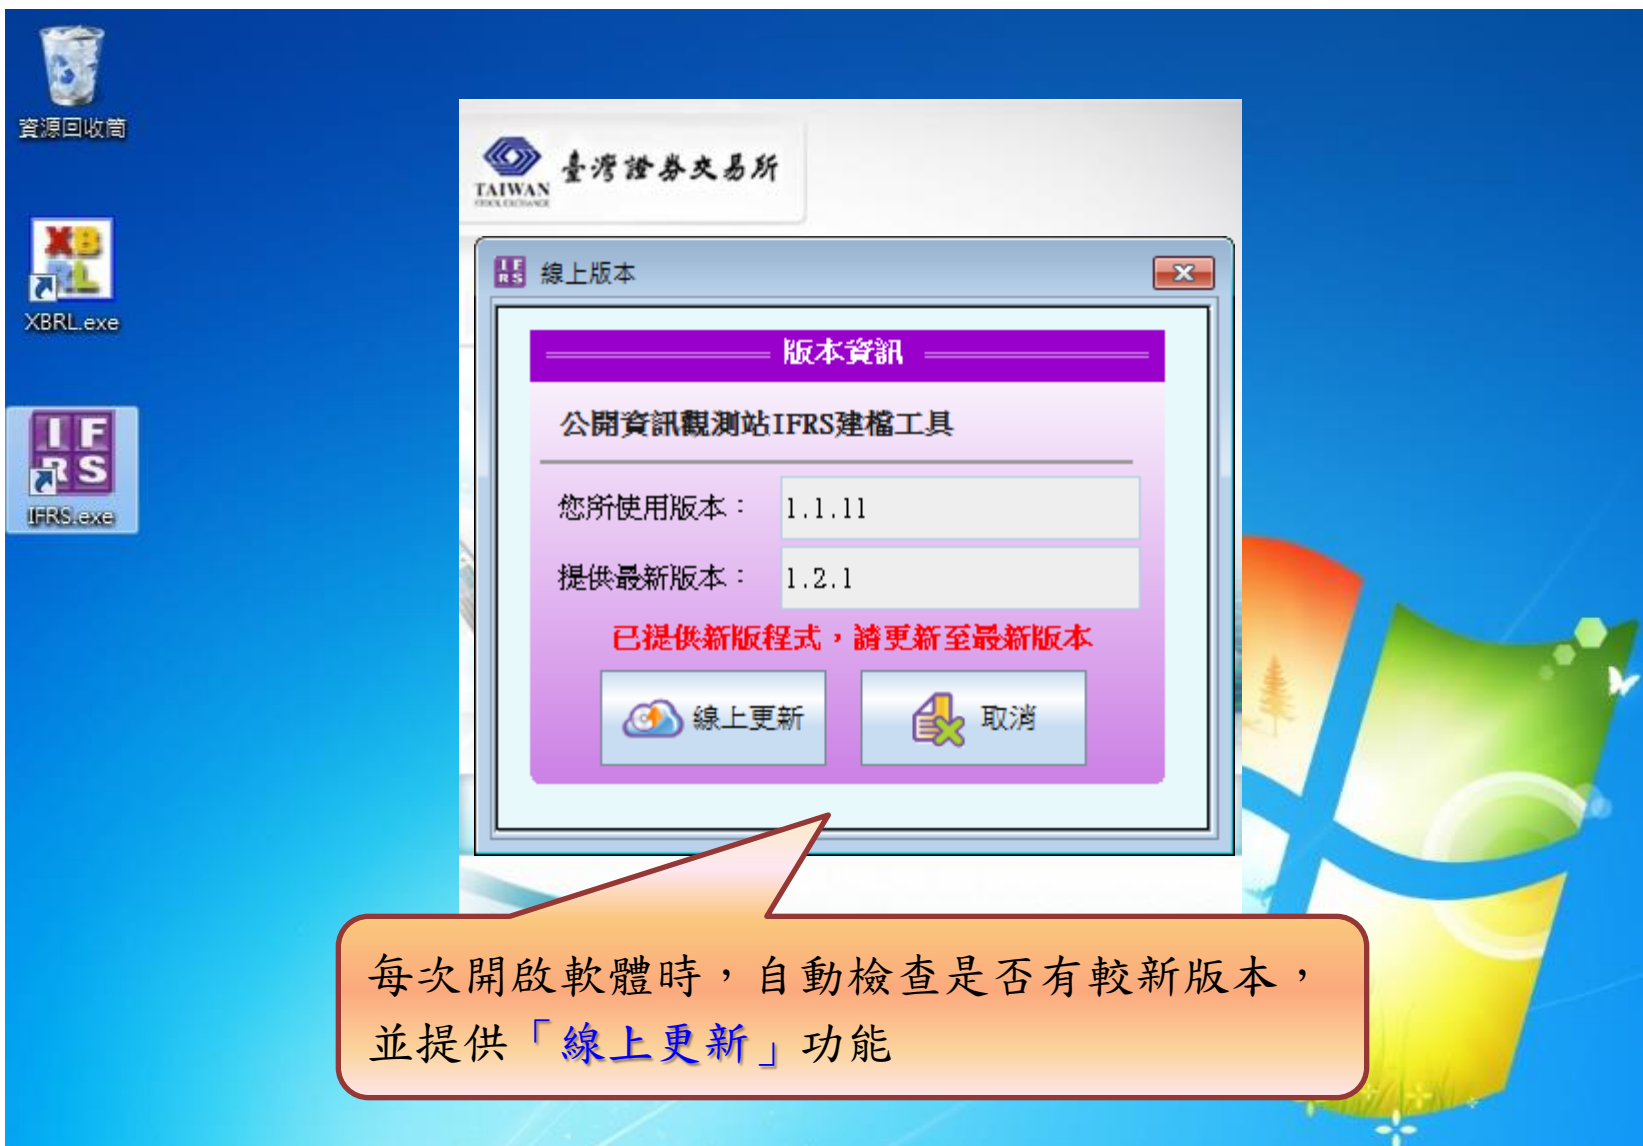 資源回收筒
XBRL.exe
IFRS.exe
臺灣證券交易所
TAIWAN
STOCK EXCHANGE
線上版本
版本資訊
公開資訊觀測站IFRS建檔工具
您所使用版本：
1.1.11
提供最新版本：
1.2.1
已提供新版程式，請更新至最新版本
線上更新
取消
每次開啟軟體時，自動檢查是否有較新版本，
並提供「線上更新」功能